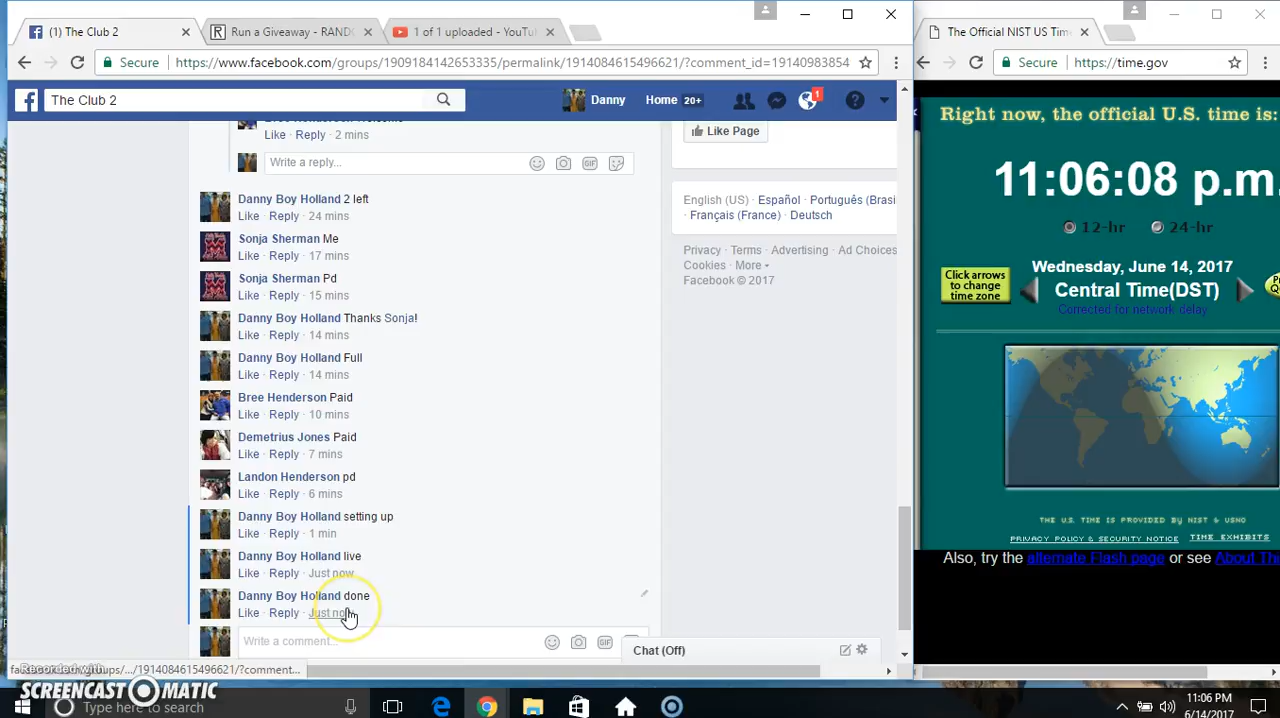 (1) The Club 2
Run a Giveaway - RAND
1 of 1 uploaded - YouTu
Secure
https://www.facebook.com/groups/1909184142653335/permalink/1914084615496621/?comment_id=19140983854
The Club 2
Danny
Home 20+
1
Like · Reply · 2 mins
Write a reply...
GIF
Danny Boy Holland 2 left
Like · Reply · 24 mins
Sonja Sherman Me
Like · Reply · 17 mins
Sonja Sherman Pd
Like · Reply · 15 mins
Danny Boy Holland Thanks Sonja!
Like · Reply · 14 mins
Danny Boy Holland Full
Like · Reply · 14 mins
Bree Henderson Paid
Like · Reply · 10 mins
Demetrius Jones Paid
Like · Reply · 7 mins
Landon Henderson pd
Like · Reply · 6 mins
Danny Boy Holland setting up
Like · Reply · 1 min
Danny Boy Holland live
Like · Reply · Just now
Danny Boy Holland done
Like · Reply · Just now
Write a comment...
GIF
Like Page
English (US) · Español · Português (Brasi
· Français (France) · Deutsch
Privacy · Terms · Advertising · Ad Choices
Cookies · More
Facebook © 2017
Chat (Off)
/groups/.../1914084615496621/?comment...
Recorded with
SCREENCAST-O-MATIC
Type here to search
The Official NIST US Tim
Secure
https://time.gov
Right now, the official U.S. time is:
11:06:08 p.m.
12-hr 24-hr
Click arrows
to change
time zone
Wednesday, June 14, 2017
Central Time(DST)
Corrected for network delay
THE U.S. TIME IS PROVIDED BY NIST & USNO
PRIVACY POLICY & SECURITY NOTICE TIME EXHIBITS
Also, try the alternate Flash page or see About Th
11:06 PM
6/14/2017